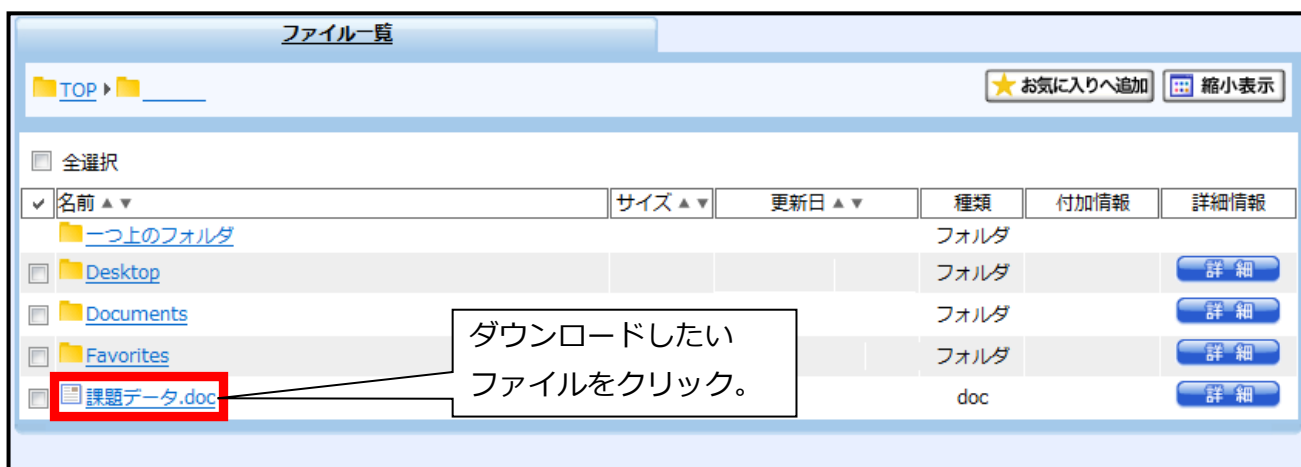 ファイル一覧
TOP
お気に入りへ追加 縮小表示
全選択
名前 ▲▼ サイズ ▲▼ 更新日 ▲▼ 種類 付加情報 詳細情報
一つ上のフォルダ フォルダ
Desktop フォルダ 詳 細
Documents フォルダ 詳 細
Favorites フォルダ 詳 細
課題データ.doc doc 詳 細
ダウンロードしたい
ファイルをクリック。